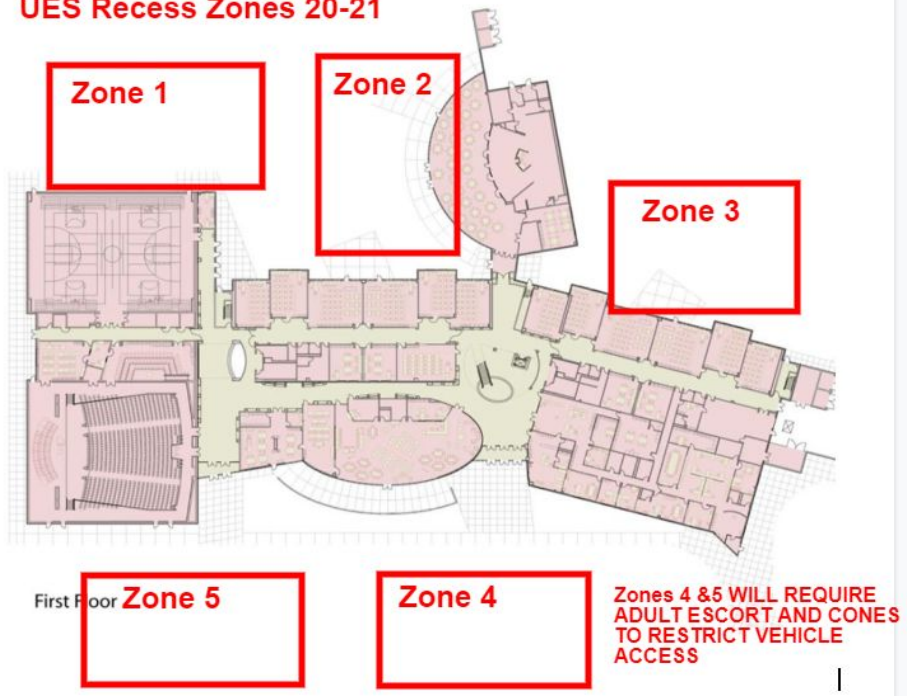 UES Recess Zones 20-21
Zone 1
Zone 2
Zone 3
First Floor
Zone 5
Zone 4
Zones 4 &5 WILL REQUIRE
ADULT ESCORT AND CONES
TO RESTRICT VEHICLE
ACCESS